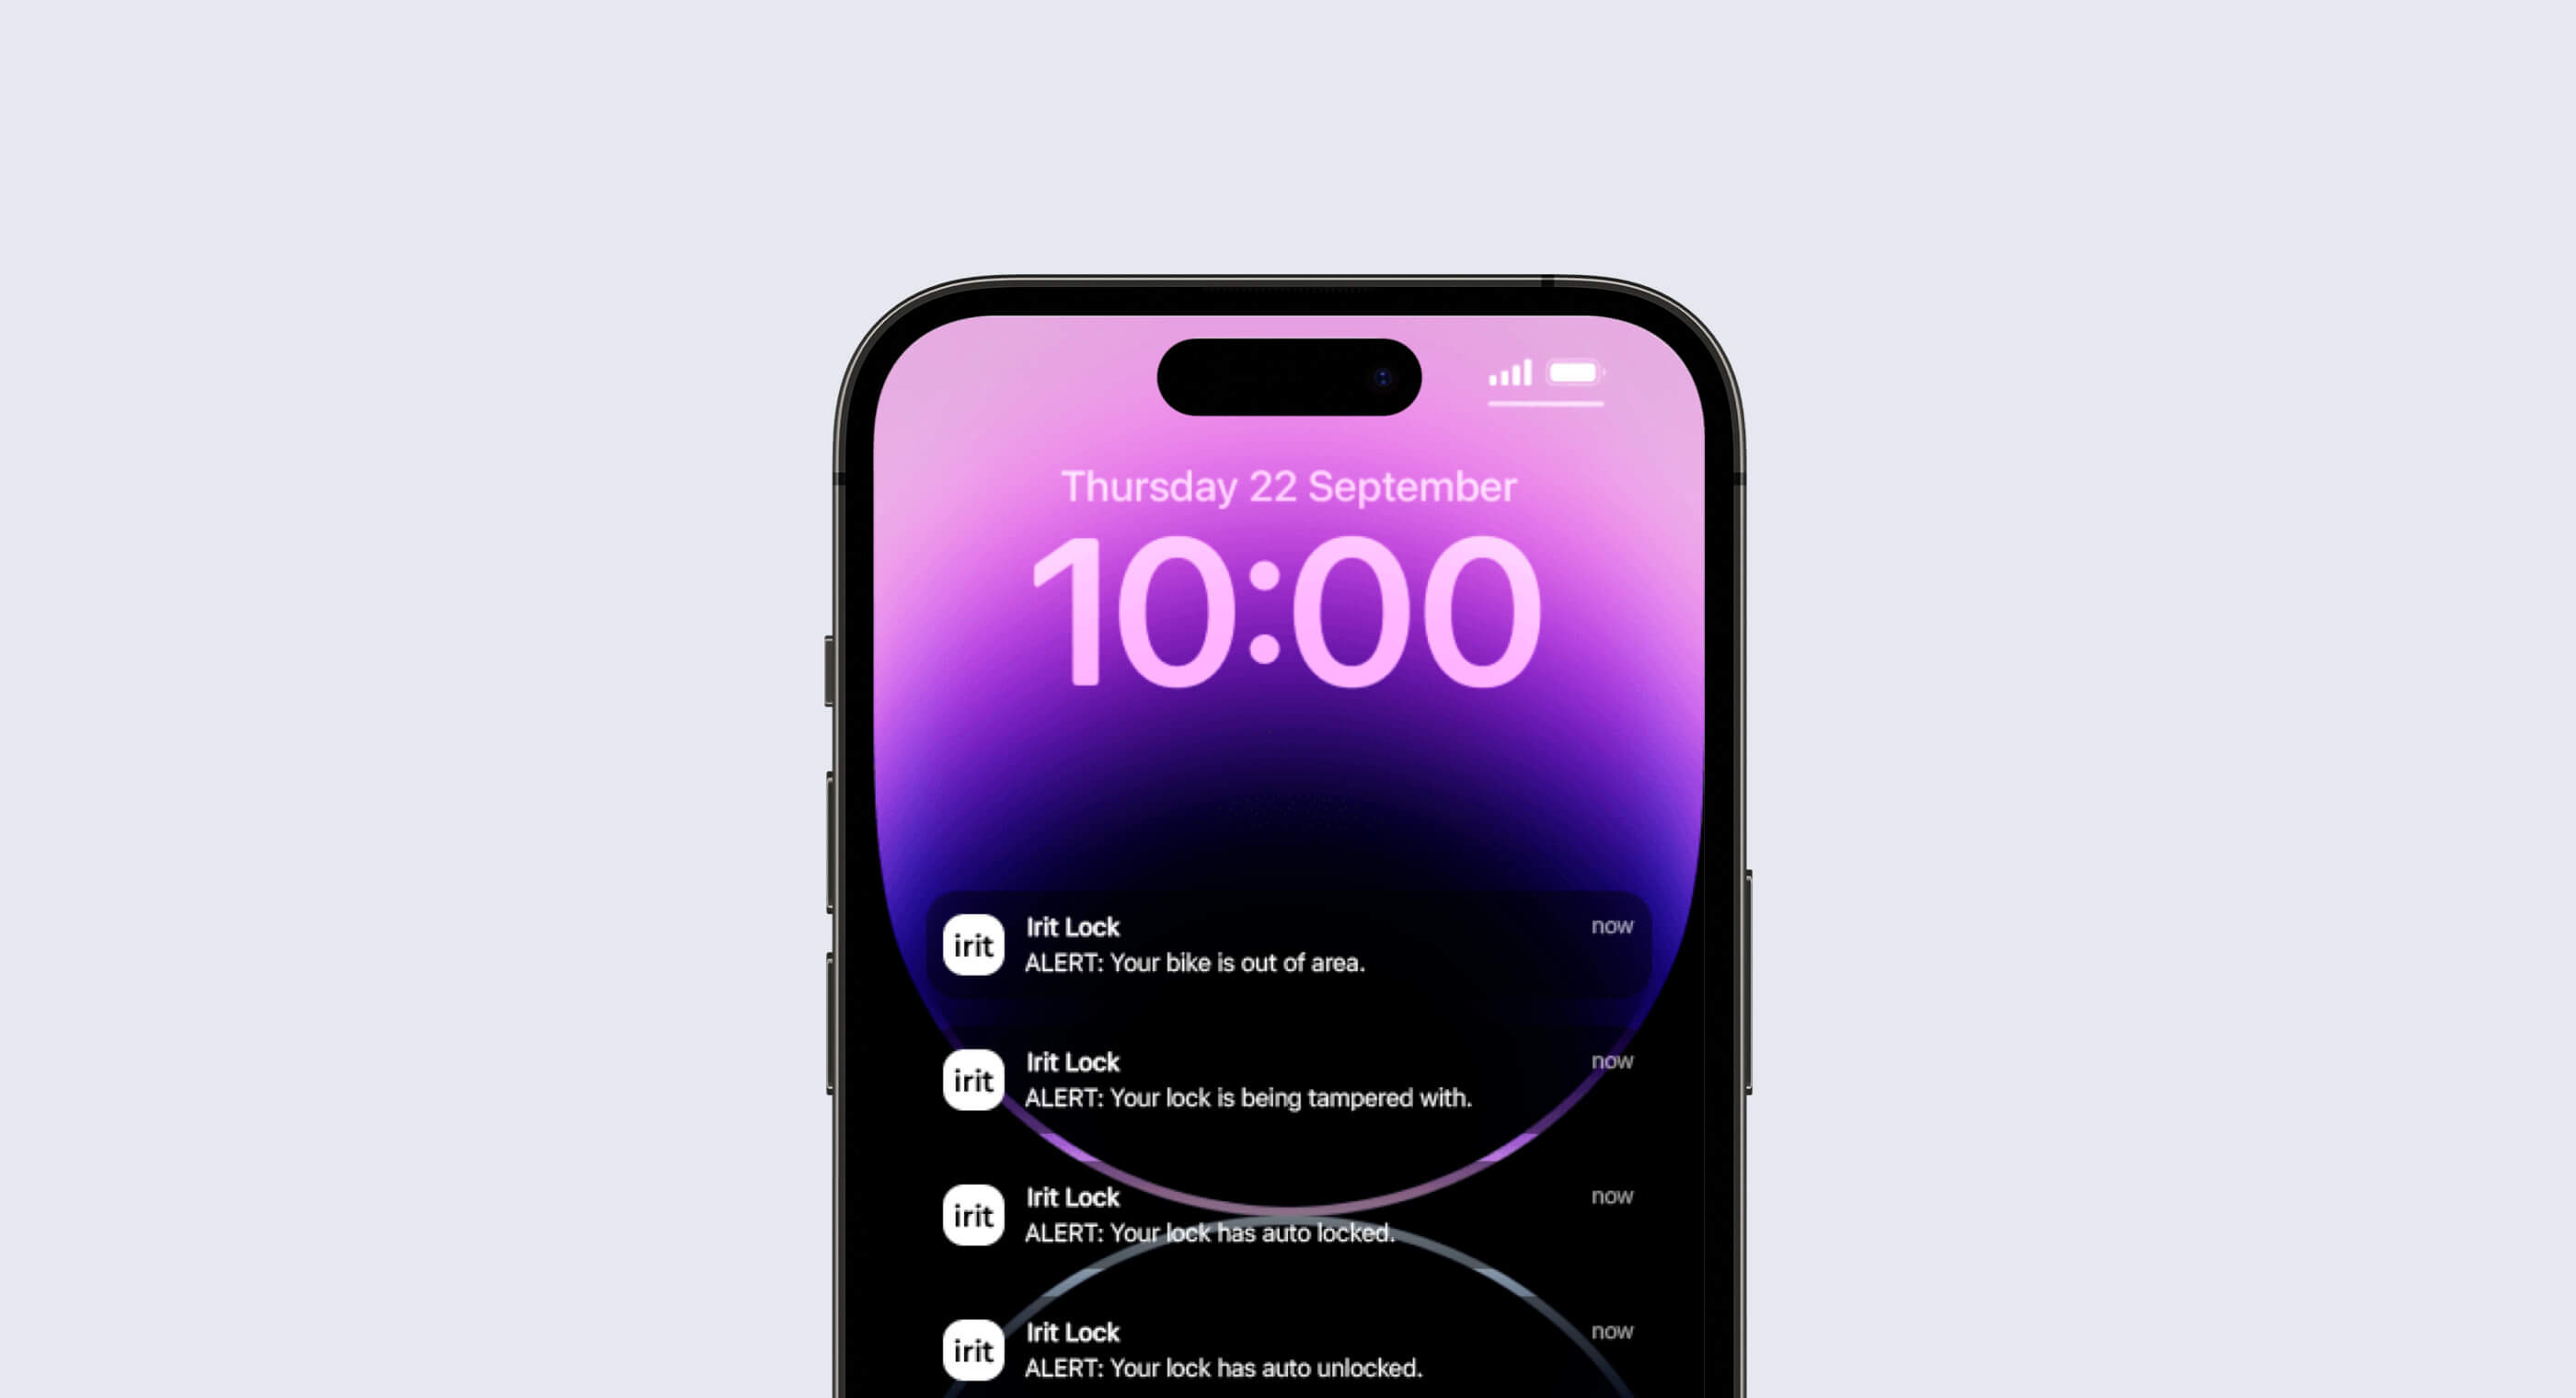 Thursday 22 September
10:00
irit
Irit Lock
now
ALERT: Your bike is out of area.
irit
Irit Lock
now
ALERT: Your lock is being tampered with.
irit
Irit Lock
now
ALERT: Your lock has auto locked.
irit
Irit Lock
now
ALERT: Your lock has auto unlocked.